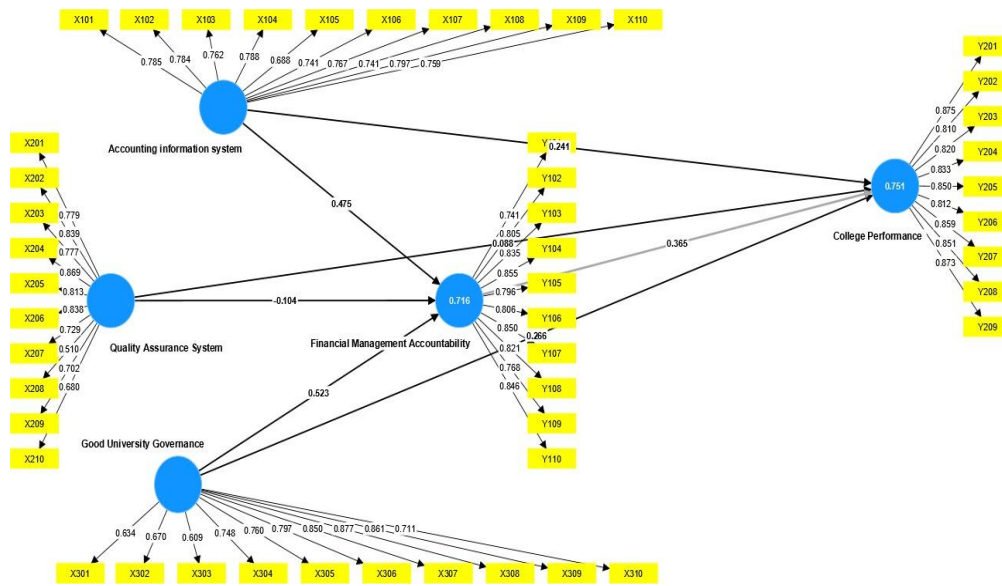 X101 X102 X103 X104 X105 X106 X107 X108 X109 X110
0.785 0.784 0.762 0.788 0.688 0.741 0.767 0.741 0.797 0.759
Accounting information system
X201
X202
X203
X204
X205
X206
X207
X208
X209
X210
0.779
0.839
0.777
0.869
0.813
0.838
0.729
0.510
0.702
0.680
Quality Assurance System
0.475
-0.104
0.523
0.241
0.088
0.365
0.266
0.716
Financial Management Accountability
0.741
0.805
0.835
0.855
0.796
0.806
0.850
0.821
0.768
0.846
Y102
Y103
Y104
Y105
Y106
Y107
Y108
Y109
Y110
0.751
College Performance
0.875
0.810
0.820
0.833
0.850
0.812
0.859
0.851
0.873
Y201
Y202
Y203
Y204
Y205
Y206
Y207
Y208
Y209
Good University Governance
0.634 0.670 0.609 0.748 0.760 0.797 0.850 0.877 0.861 0.711
X301 X302 X303 X304 X305 X306 X307 X308 X309 X310